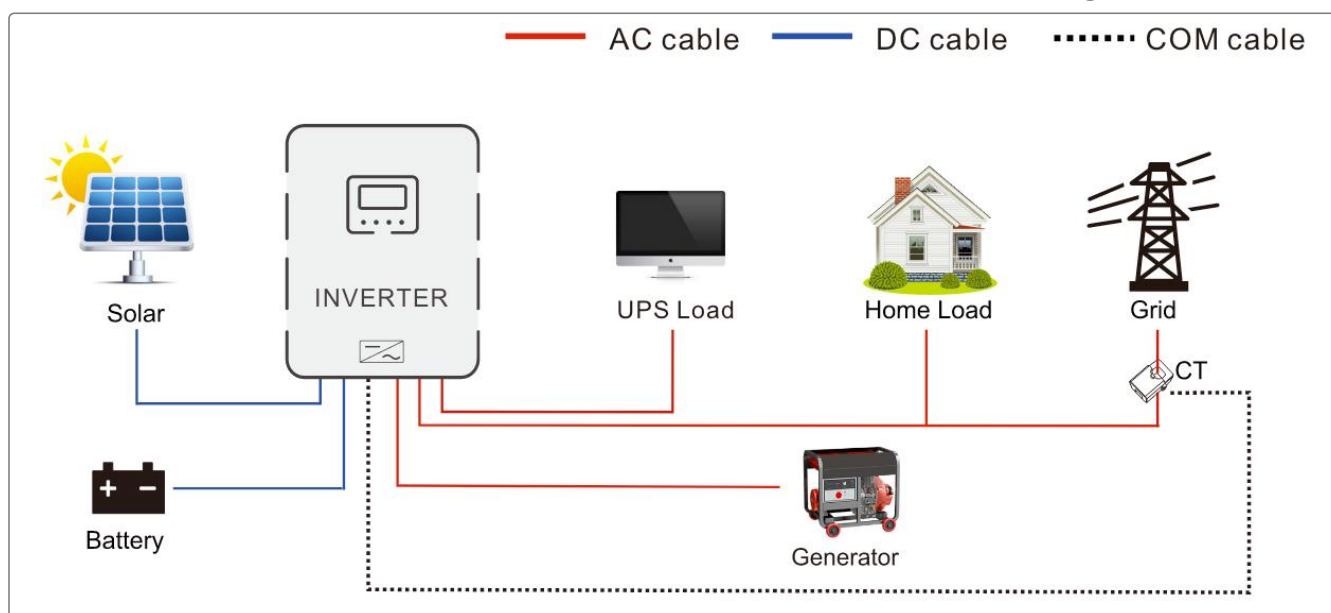 AC cable DC cable COM cable
INVERTER
Solar
UPS Load
Home Load
Grid
CT
Battery
Generator